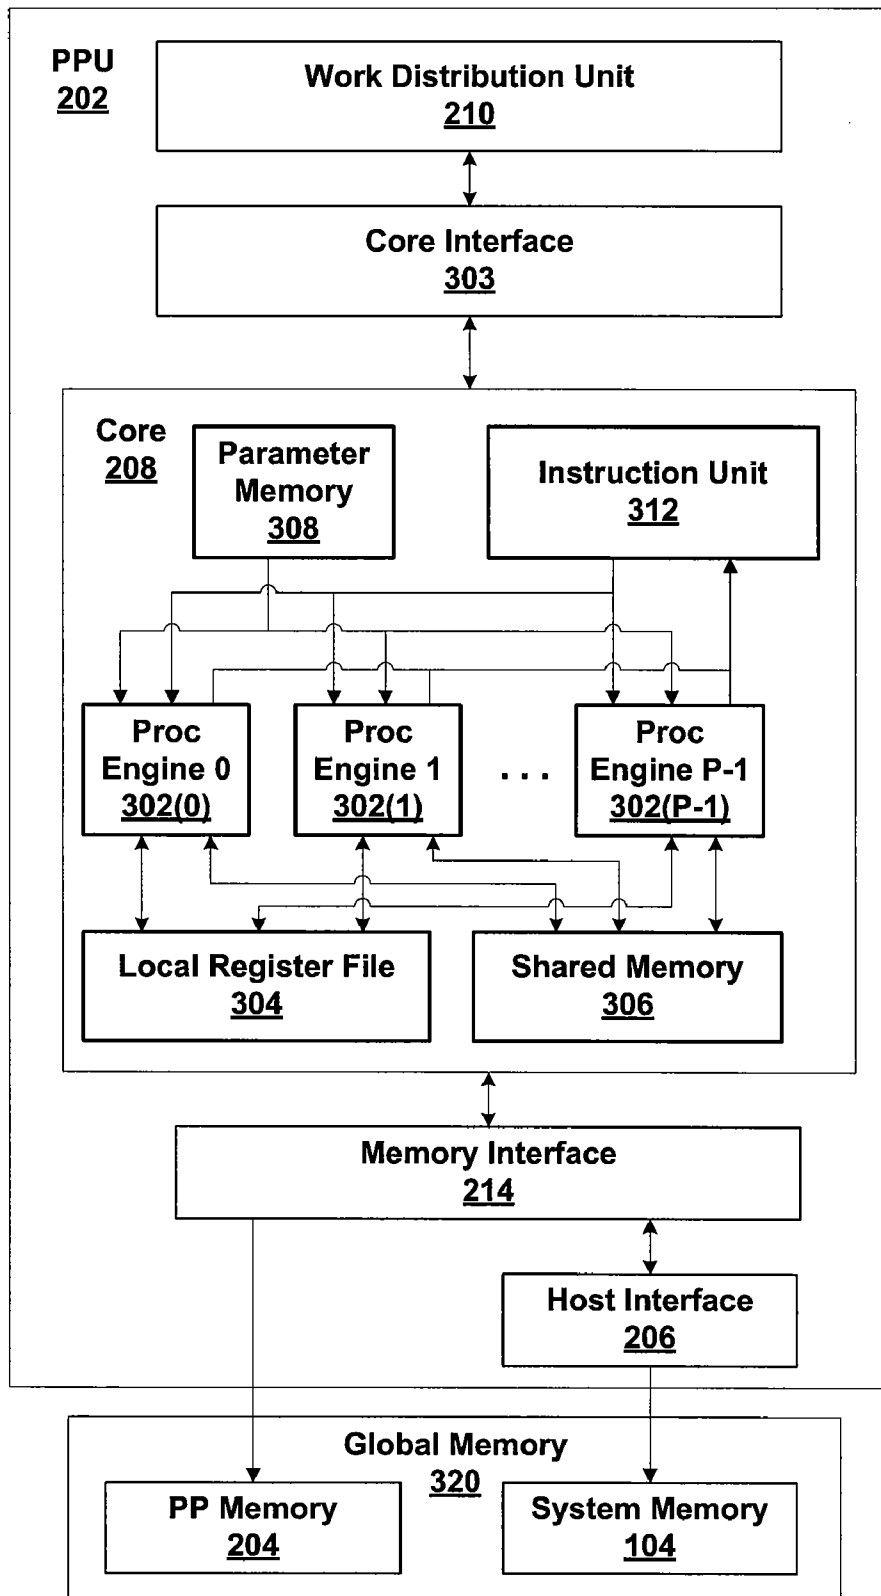 PPU
202
Work Distribution Unit
210
Core Interface
303
Core
208
Parameter
Memory
308
Instruction Unit
312
Proc
Engine 0
302(0)
Proc
Engine 1
302(1)
. . .
Proc
Engine P-1
302(P-1)
Local Register File
304
Shared Memory
306
Memory Interface
214
Host Interface
206
Global Memory
320
PP Memory
204
System Memory
104